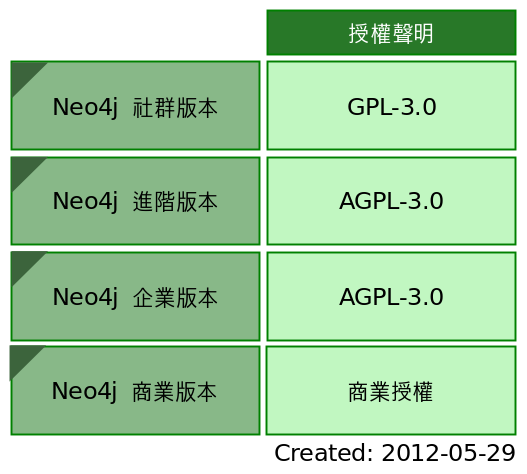 授權聲明
Neo4j 社群版本 GPL-3.0
Neo4j 進階版本 AGPL-3.0
Neo4j 企業版本 AGPL-3.0
Neo4j 商業版本 商業授權
Created: 2012-05-29